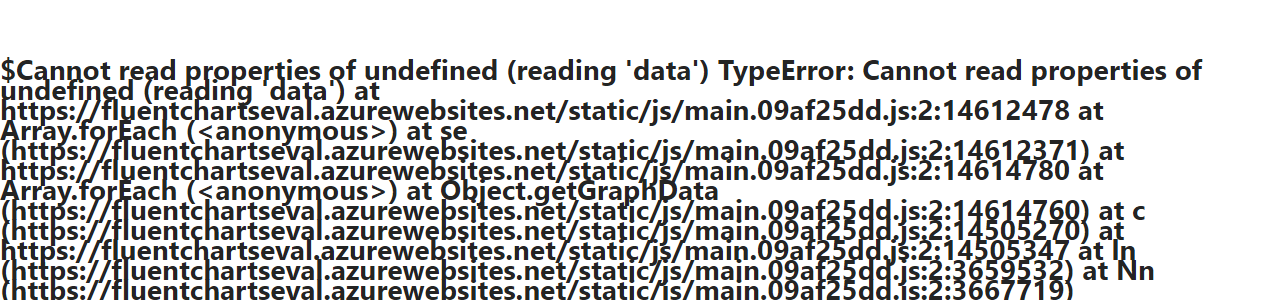 $Cannot read properties of undefined (reading 'data') TypeError: Cannot read properties of
undefined (reading 'data') at
https://fluentchartseval.azurewebsites.net/static/js/main.09af25dd.js:2:14612478 at
Array.forEach (<anonymous>) at se
(https://fluentchartseval.azurewebsites.net/static/js/main.09af25dd.js:2:14612371) at
https://fluentchartseval.azurewebsites.net/static/js/main.09af25dd.js:2:14614780 at
Array.forEach (<anonymous>) at Object.getGraphData
(https://fluentchartseval.azurewebsites.net/static/js/main.09af25dd.js:2:14614760) at c
(https://fluentchartseval.azurewebsites.net/static/js/main.09af25dd.js:2:14505270) at
https://fluentchartseval.azurewebsites.net/static/js/main.09af25dd.js:2:14505347 at ln
(https://fluentchartseval.azurewebsites.net/static/js/main.09af25dd.js:2:3659532) at Nn
(https://fluentchartseval.azurewebsites.net/static/js/main.09af25dd.js:2:3667719)